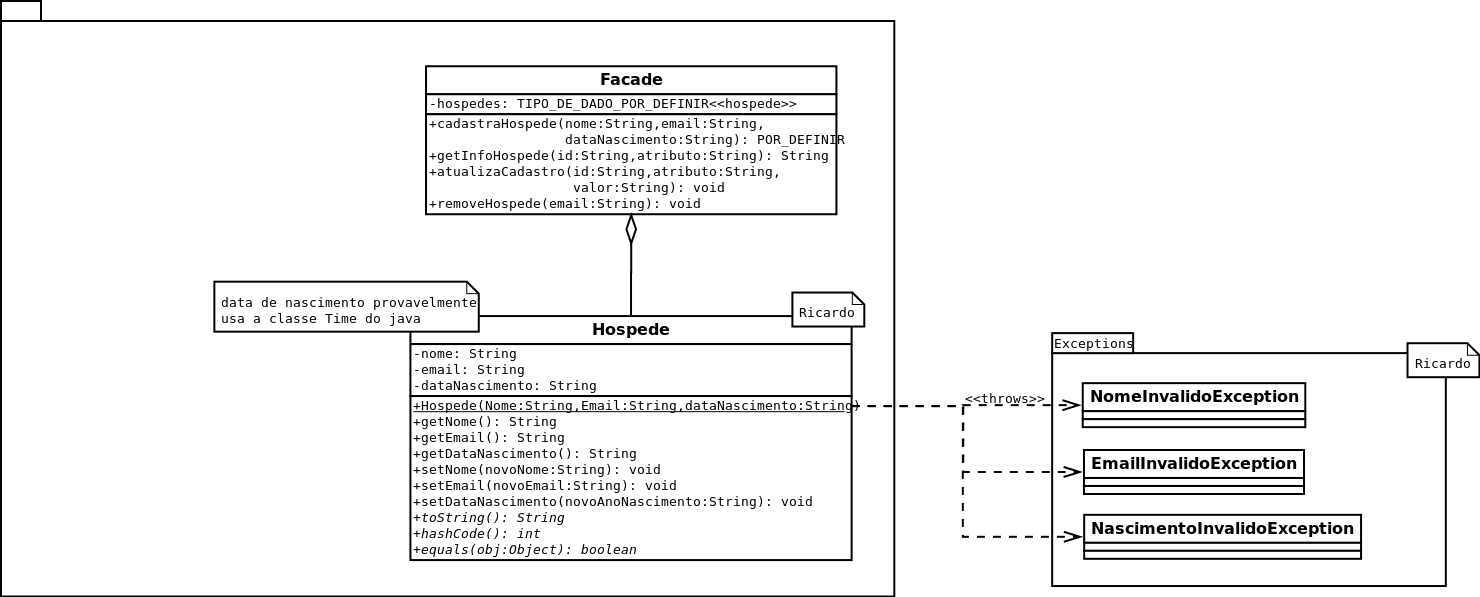 Facade
-hospedes: TIPO_DE_DADO_POR_DEFINIR<<hospede>>
+cadastraHospede(nome:String,email:String,
dataNascimento:String): POR_DEFINIR
+getInfoHospede(id:String,atributo:String): String
+atualizaCadastro(id:String,atributo:String,
valor:String): void
+removeHospede(email:String): void
data de nascimento provavelmente
usa a classe Time do java
Ricardo
Hospede
-nome: String
-email: String
-dataNascimento: String
+Hospede(Nome:String,Email:String,dataNascimento:String)
+getNome(): String
+getEmail(): String
+getDataNascimento(): String
+setNome(novoNome:String): void
+setEmail(novoEmail:String): void
+setDataNascimento(novoAnoNascimento:String): void
+toString(): String
+hashCode(): int
+equals(obj:Object): boolean
<<throws>>
Exceptions
Ricardo
NomeInvalidoException
EmailInvalidoException
NascimentoInvalidoException